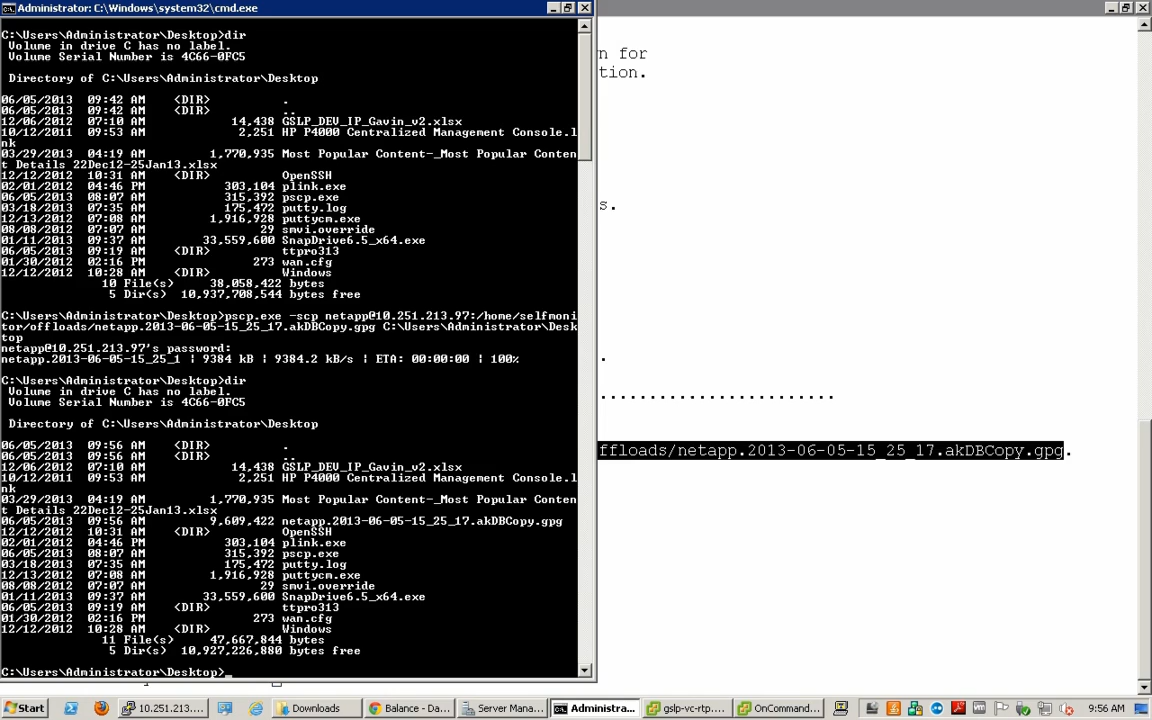 Administrator: C:\Windows\system32\cmd.exe
C:\Users\Administrator\Desktop>dir
Volume in drive C has no label.
Volume Serial Number is 4C66-0FC5
Directory of C:\Users\Administrator\Desktop
06/05/2013 09:42 AM <DIR> .
06/05/2013 09:42 AM <DIR> ..
12/06/2012 07:10 AM 14,438 GSLP_DEV_IP_Gavin_v2.xlsx
10/12/2011 09:53 AM 2,251 HP P4000 Centralized Management Console.l
nk
03/29/2013 04:19 AM 1,770,935 Most Popular Content-_Most Popular Conten
t Details 22Dec12-25Jan13.xlsx
12/12/2012 10:31 AM <DIR> OpenSSH
02/01/2012 04:46 PM 303,104 plink.exe
06/05/2013 08:07 AM 315,392 pscp.exe
03/18/2013 07:35 AM 175,472 putty.log
12/13/2012 07:08 AM 1,916,928 puttycm.exe
08/08/2012 07:07 AM 29 smvi.override
01/11/2013 09:37 AM 33,559,600 SnapDrive6.5_x64.exe
06/05/2013 09:19 AM <DIR> ttpro313
01/30/2012 02:16 PM 273 wan.cfg
12/12/2012 10:28 AM <DIR> Windows
10 File(s) 38,058,422 bytes
5 Dir(s) 10,937,708,544 bytes free
C:\Users\Administrator\Desktop>pscp.exe -scp netapp@10.251.213.97:/home/selfmoni
tor/offloads/netapp.2013-06-05-15_25_17.akDBCopy.gpg C:\Users\Administrator\Desk
top
netapp@10.251.213.97's password:
netapp.2013-06-05-15_25_1 | 9384 kB | 9384.2 kB/s | ETA: 00:00:00 | 100%
C:\Users\Administrator\Desktop>dir
Volume in drive C has no label.
Volume Serial Number is 4C66-0FC5
Directory of C:\Users\Administrator\Desktop
06/05/2013 09:56 AM <DIR> .
06/05/2013 09:56 AM <DIR> ..
12/06/2012 07:10 AM 14,438 GSLP_DEV_IP_Gavin_v2.xlsx
10/12/2011 09:53 AM 2,251 HP P4000 Centralized Management Console.l
nk
03/29/2013 04:19 AM 1,770,935 Most Popular Content-_Most Popular Conten
t Details 22Dec12-25Jan13.xlsx
06/05/2013 09:56 AM 9,609,422 netapp.2013-06-05-15_25_17.akDBCopy.gpg
12/12/2012 10:31 AM <DIR> OpenSSH
02/01/2012 04:46 PM 303,104 plink.exe
06/05/2013 08:07 AM 315,392 pscp.exe
03/18/2013 07:35 AM 175,472 putty.log
12/13/2012 07:08 AM 1,916,928 puttycm.exe
08/08/2012 07:07 AM 29 smvi.override
01/11/2013 09:37 AM 33,559,600 SnapDrive6.5_x64.exe
06/05/2013 09:19 AM <DIR> ttpro313
01/30/2012 02:16 PM 273 wan.cfg
12/12/2012 10:28 AM <DIR> Windows
11 File(s) 47,667,844 bytes
5 Dir(s) 10,927,226,880 bytes free
C:\Users\Administrator\Desktop>_
n for
tion.
s.
.
........................
ffloads/netapp.2013-06-05-15_25_17.akDBCopy.gpg.
Start 10.251.213.... Downloads Balance - Da... Server Mana... Administra... gslp-vc-rtp.... OnCommand... 9:56 AM